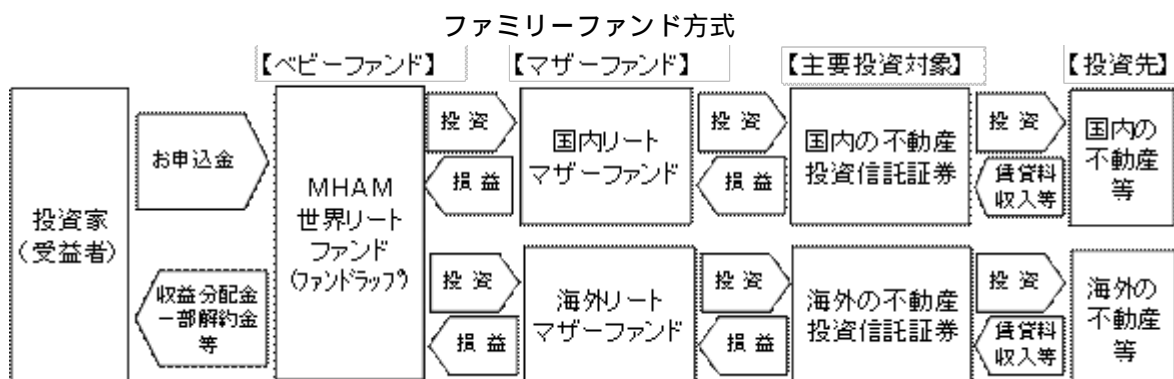 ファミリーファンド方式
【ベビーファンド】
【マザーファンド】
【主要投資対象】
【投資先】
投資家
(受益者)
お申込金
収益分配金
一部解約金
等
MHAM
世界リート
ファンド
(ファンドラップ)
投資
損益
国内リート
マザーファンド
投資
損益
国内の不動産
投資信託証券
投資
賃貸料
収入等
国内の
不動産
等
投資
損益
海外リート
マザーファンド
投資
損益
海外の不動産
投資信託証券
投資
賃貸料
収入等
海外の
不動産
等